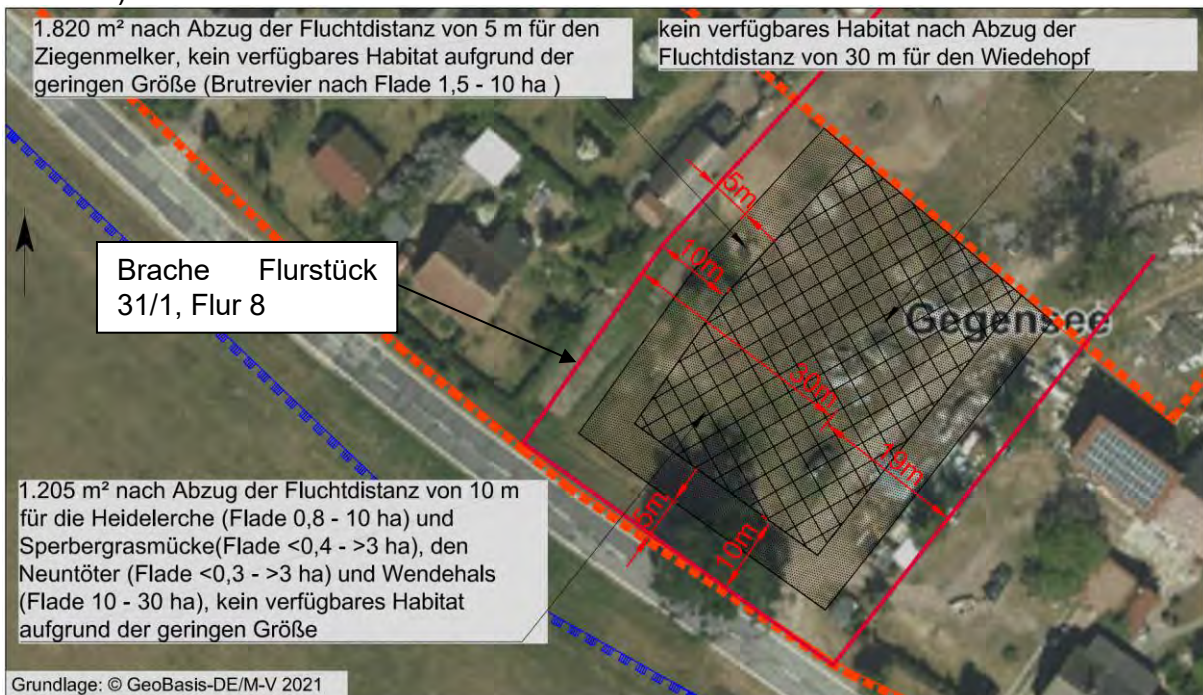 1.820 m² nach Abzug der Fluchtdistanz von 5 m für den
Ziegenmelker, kein verfügbares Habitat aufgrund der
geringen Größe (Brutrevier nach Flade 1,5 - 10 ha )
kein verfügbares Habitat nach Abzug der
Fluchtdistanz von 30 m für den Wiedehopf
5m
10m
Brache Flurstück
31/1, Flur 8
Gegensee
30m
19m
5m
10m
1.205 m² nach Abzug der Fluchtdistanz von 10 m
für die Heidelerche (Flade 0,8 - 10 ha) und
Sperbergrasmücke(Flade <0,4 - >3 ha), den
Neuntöter (Flade <0,3 - >3 ha) und Wendehals
(Flade 10 - 30 ha), kein verfügbares Habitat
aufgrund der geringen Größe
Grundlage: © GeoBasis-DE/M-V 2021